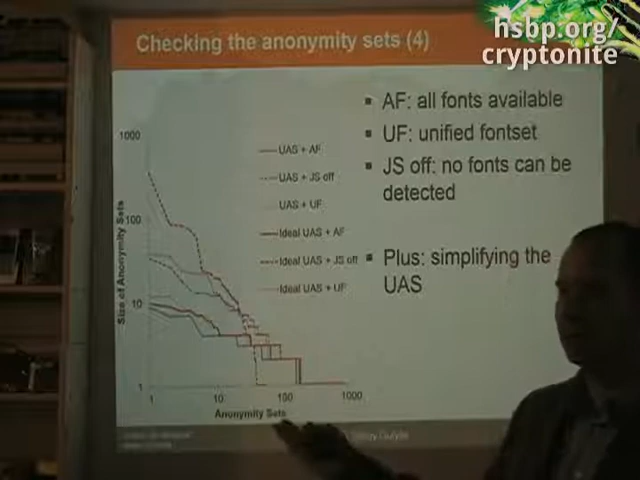 hsbp.org/
cryptonite
Checking the anonymity sets (4)
AF: all fonts available
UF: unified fontset
JS off: no fonts can be
detected
Plus: simplifying the
UAS
1000
100
10
1
Size of Anonymity Sets
UAS + AF
UAS + JS off
UAS + UF
Ideal UAS + AF
Ideal UAS + JS off
Ideal UAS + UF
1 10 100 1000
Anonymity Sets